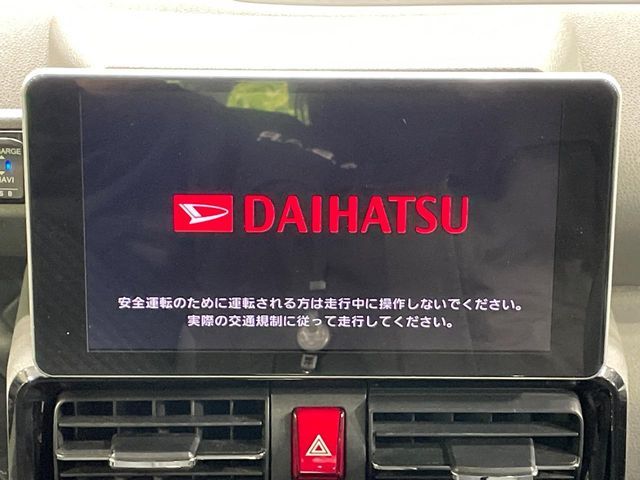 DAIHATSU
安全運転のために運転される方は走行中に操作しないでください。
実際の交通規制に従って走行してください。
NAVI